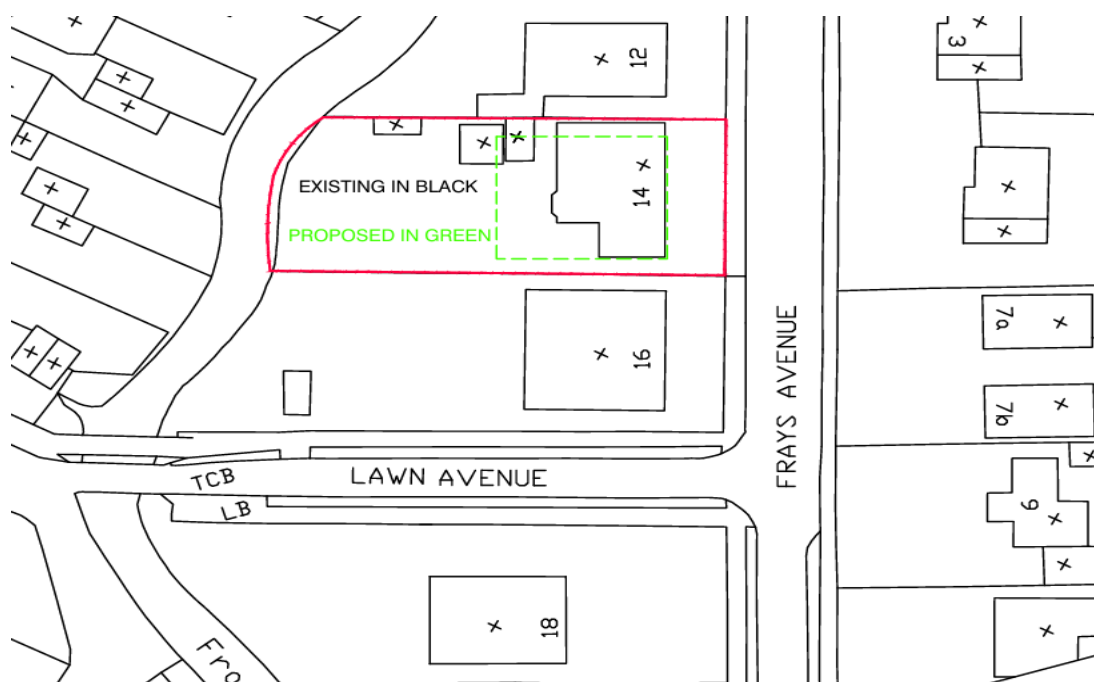 12
3
EXISTING IN BLACK
14
PROPOSED IN GREEN
7a
FRAYS AVENUE
16
7b
LAWN AVENUE
TCB
LB
9
18
Fra